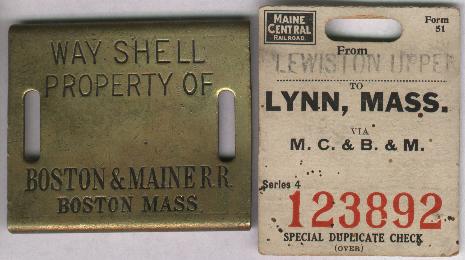 WAY SHELL
PROPERTY OF
BOSTON & MAINE R.R.
BOSTON MASS
MAINE
CENTRAL
RAILROAD
Form
51
From
LEWISTON UPPER
TO
LYNN, MASS.
VIA
M. C. & B. & M.
Series 4
123892
SPECIAL DUPLICATE CHECK
(OVER)